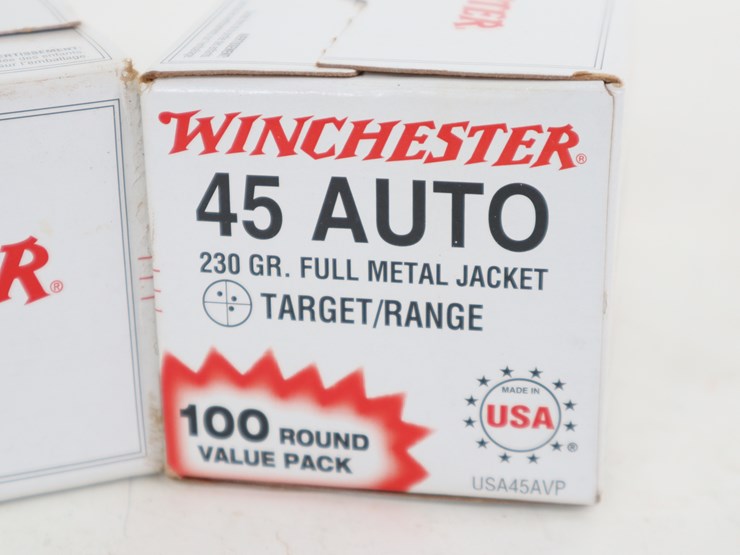 WINCHESTER®
45 AUTO
230 GR. FULL METAL JACKET
TARGET/RANGE
100 ROUND
VALUE PACK
MADE IN
USA
®
USA45AVP
R®